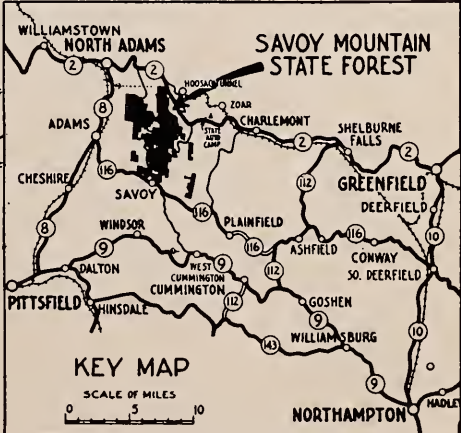 WILLIAMSTOWN
NORTH ADAMS
SAVOY MOUNTAIN
STATE FOREST
2
2
HOOSAC TUNNEL
ZOAR
8
ADAMS
STATE
AUTO
CAMP
CHARLEMONT
SHELBURNE
FALLS
2
2
116
CHESHIRE
SAVOY
112
GREENFIELD
DEERFIELD
116
PLAINFIELD
WINDSOR
116
116
10
8
9
ASHFIELD
CONWAY
DALTON
WEST
CUMMINGTON
9
SO. DEERFIELD
CUMMINGTON
112
PITTSFIELD
112
HINSDALE
GOSHEN
9
10
143
WILLIAMSBURG
KEY MAP
SCALE OF MILES
0 5 10
9
HADLEY
NORTHAMPTON